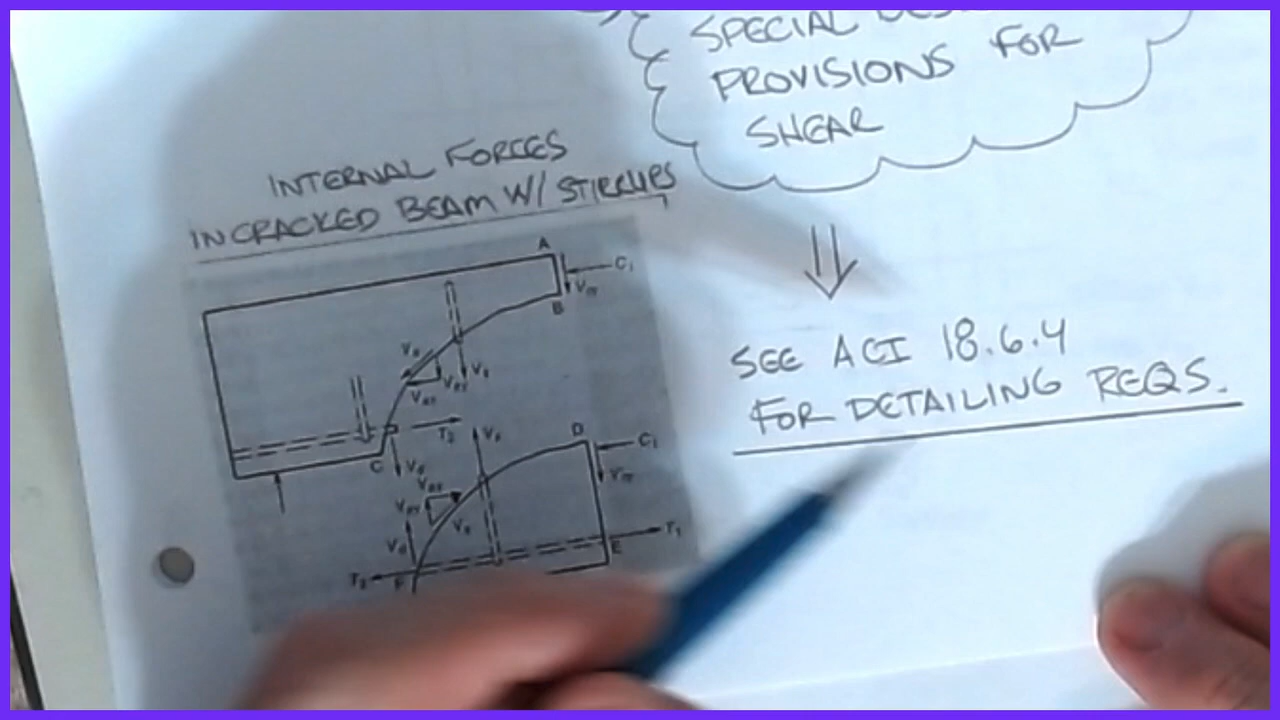 SPECIAL
PROVISIONS FOR
SHEAR
INTERNAL FORCES
IN CRACKED BEAM W/ STIRRUPS
SEE ACI 18.6.4
FOR DETAILING REQS.
A
C₁
B
C
T₂
D
C₁
T₁
E
T₂
F